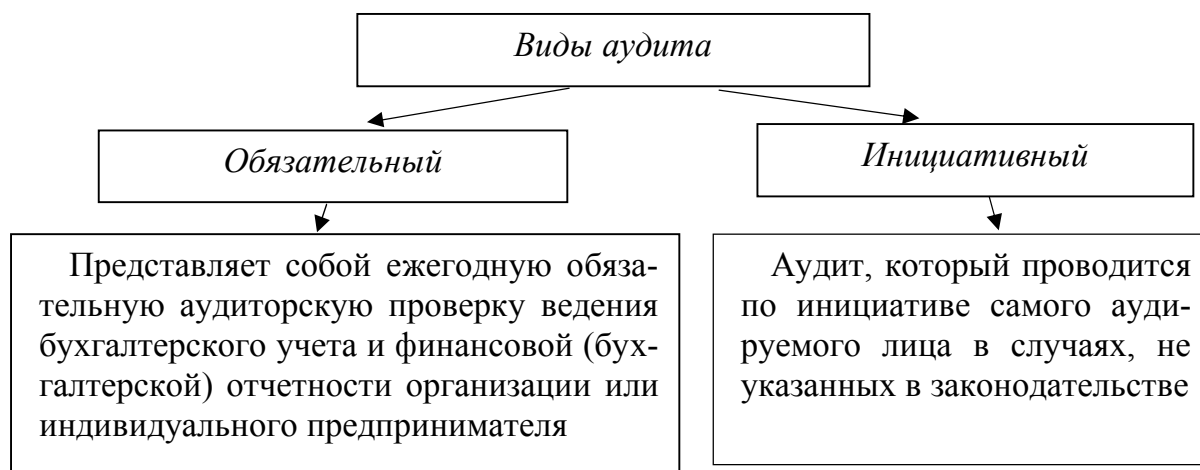 Виды аудита
Обязательный
Инициативный
Представляет собой ежегодную обяза-
тельную аудиторскую проверку ведения
бухгалтерского учета и финансовой (бух-
галтерской) отчетности организации или
индивидуального предпринимателя
Аудит, который проводится
по инициативе самого ауди-
руемого лица в случаях, не
указанных в законодательстве